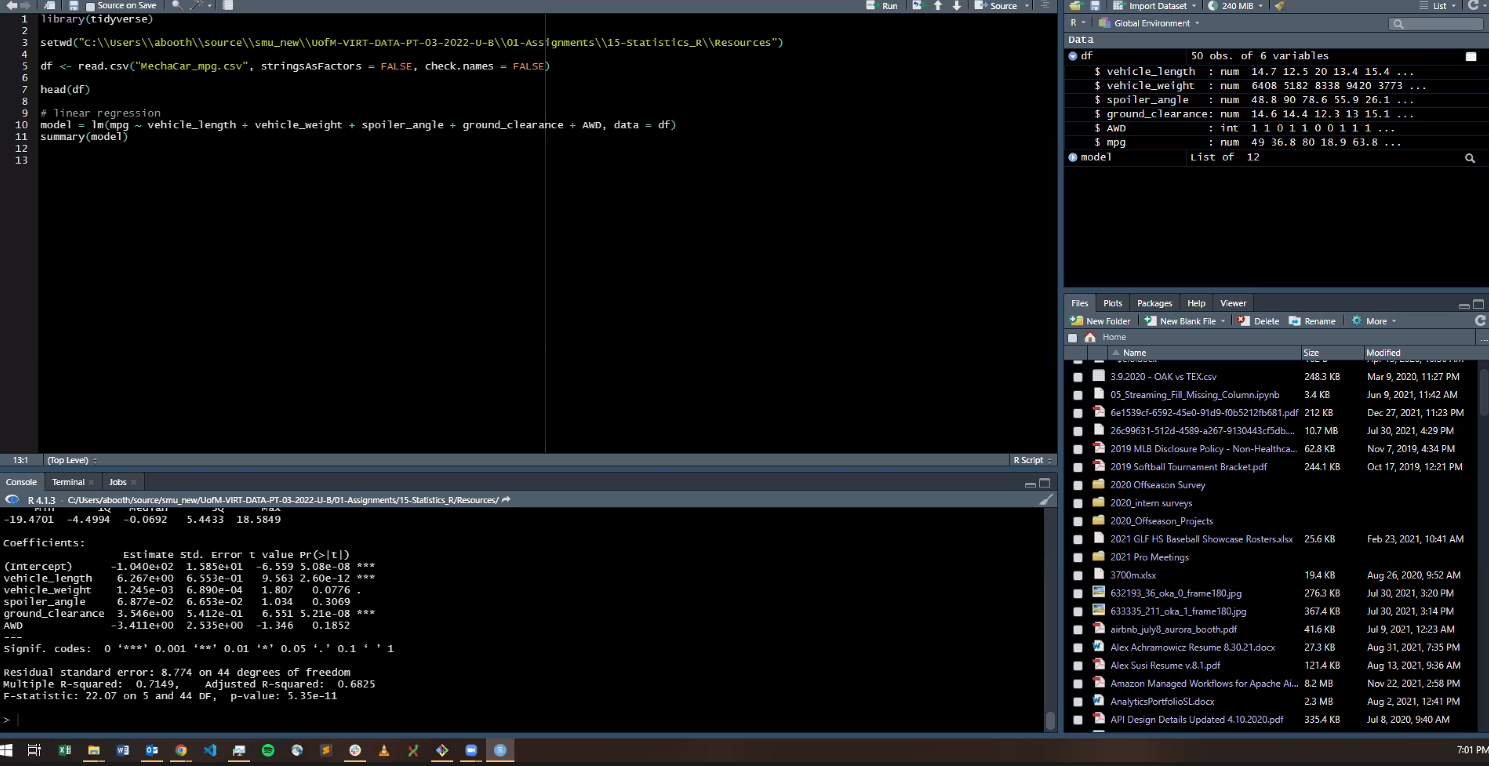 Source on Save
Run
Source
1 library(tidyverse)
2
3 setwd("C:\\Users\\abooth\\source\\smu_new\\UofM-VIRT-DATA-PT-03-2022-U-B\\01-Assignments\\15-Statistics_R\\Resources")
4
5 df <- read.csv("MechaCar_mpg.csv", stringsAsFactors = FALSE, check.names = FALSE)
6
7 head(df)
8
9 # linear regression
10 model = lm(mpg ~ vehicle_length + vehicle_weight + spoiler_angle + ground_clearance + AWD, data = df)
11 summary(model)
12
13
13:1 (Top Level) R Script
Console Terminal Jobs
R 4.1.3 · C:/Users/abooth/source/smu_new/UofM-VIRT-DATA-PT-03-2022-U-B/01-Assignments/15-Statistics_R/Resources/
Min 1Q Median 3Q Max
-19.4701 -4.4994 -0.0692 5.4433 18.5849
Coefficients:
Estimate Std. Error t value Pr(>|t|)
(Intercept) -1.040e+02 1.585e+01 -6.559 5.08e-08 ***
vehicle_length 6.267e+00 6.553e-01 9.563 2.60e-12 ***
vehicle_weight 1.245e-03 6.890e-04 1.807 0.0776 .
spoiler_angle 6.877e-02 6.653e-02 1.034 0.3069
ground_clearance 3.546e+00 5.412e-01 6.551 5.21e-08 ***
AWD -3.411e+00 2.535e+00 -1.346 0.1852
---
Signif. codes: 0 ‘***’ 0.001 ‘**’ 0.01 ‘*’ 0.05 ‘.’ 0.1 ‘ ’ 1
Residual standard error: 8.774 on 44 degrees of freedom
Multiple R-squared: 0.7149, Adjusted R-squared: 0.6825
F-statistic: 22.07 on 5 and 44 DF, p-value: 5.35e-11
>
Import Dataset 240 MiB List
R Global Environment
Data
df 50 obs. of 6 variables
$ vehicle_length : num 14.7 12.5 20 13.4 15.4 ...
$ vehicle_weight : num 6408 5182 8338 9420 3773 ...
$ spoiler_angle : num 48.8 90 78.6 55.9 26.1 ...
$ ground_clearance: num 14.6 14.4 12.3 13 15.1 ...
$ AWD : int 1 1 0 1 1 0 0 1 1 1 ...
$ mpg : num 49 36.8 80 18.9 63.8 ...
model List of 12
Files Plots Packages Help Viewer
New Folder New Blank File Delete Rename More
Home ...
Name Size Modified
3.9.2020 - OAK vs TEX.csv 248.3 KB Mar 9, 2020, 11:27 PM
05_Streaming_Fill_Missing_Column.ipynb 3.4 KB Jun 9, 2021, 11:42 AM
6e1539cf-6592-45e0-91d9-f0b5212fb681.pdf 212 KB Dec 27, 2021, 11:23 PM
26c99631-512d-4589-a267-9130443cf5db.... 10.7 MB Jul 30, 2021, 4:29 PM
2019 MLB Disclosure Policy - Non-Healthca... 62.8 KB Nov 7, 2019, 4:34 PM
2019 Softball Tournament Bracket.pdf 244.1 KB Oct 17, 2019, 12:21 PM
2020 Offseason Survey
2020_intern surveys
2020_Offseason_Projects
2021 GLF HS Baseball Showcase Rosters.xlsx 25.6 KB Feb 23, 2021, 10:41 AM
2021 Pro Meetings
3700m.xlsx 19.4 KB Aug 26, 2020, 9:52 AM
632193_36_oka_0_frame180.jpg 276.3 KB Jul 30, 2021, 3:20 PM
633335_211_oka_1_frame180.jpg 367.4 KB Jul 30, 2021, 3:14 PM
airbnb_july8_aurora_booth.pdf 41.6 KB Jul 9, 2021, 12:23 AM
Alex Achramowicz Resume 8.30.21.docx 27.3 KB Aug 31, 2021, 7:35 PM
Alex Susi Resume v.8.1.pdf 121.4 KB Aug 13, 2021, 9:36 AM
Amazon Managed Workflows for Apache Ai... 8.2 MB Nov 22, 2021, 2:58 PM
AnalyticsPortfolioSL.docx 2.3 MB Aug 2, 2021, 12:41 PM
API Design Details Updated 4.10.2020.pdf 335.4 KB Jul 8, 2020, 9:40 AM
7:01 PM